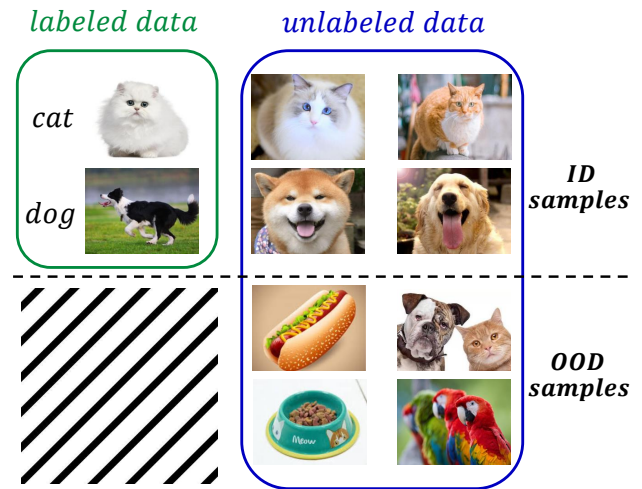 labeled data
unlabeled data
cat
dog
ID
samples
Meow
OOD
samples